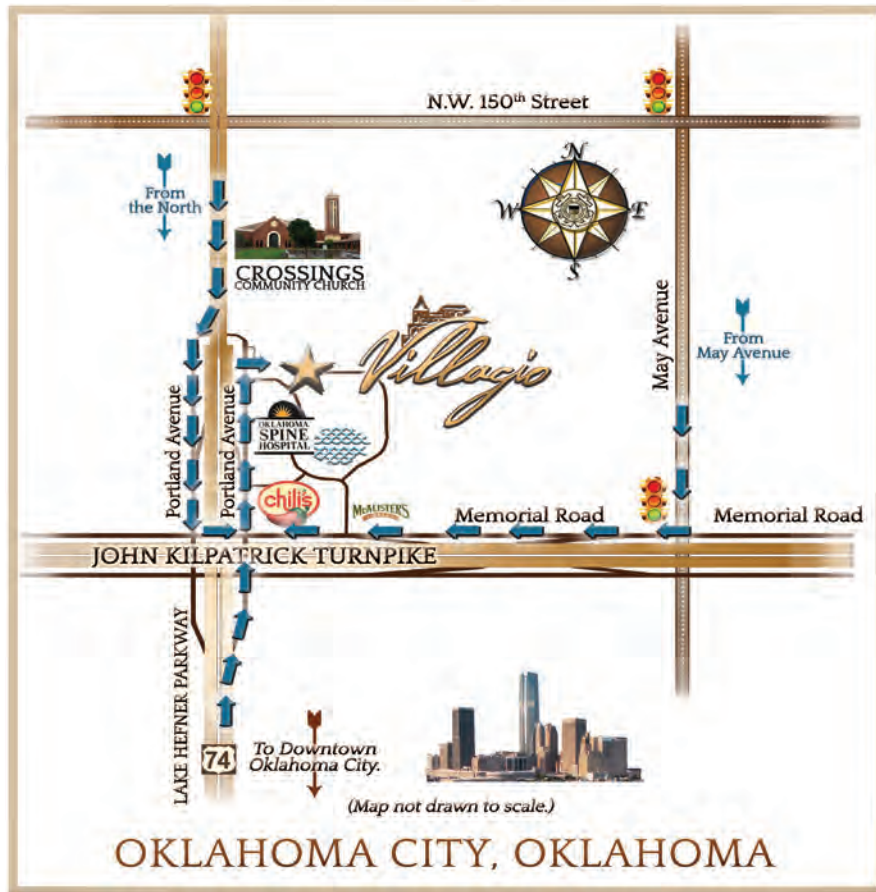 N.W. 150th Street
From
the North
N
W
E
S
CROSSINGS
COMMUNITY CHURCH
Villagio
May Avenue
From
May Avenue
Portland Avenue
Portland Avenue
OKLAHOMA
SPINE
HOSPITAL
chili's
McALISTER'S
Memorial Road
Memorial Road
JOHN KILPATRICK TURNPIKE
LAKE HEFNER PARKWAY
74
To Downtown
Oklahoma City.
(Map not drawn to scale.)
OKLAHOMA CITY, OKLAHOMA